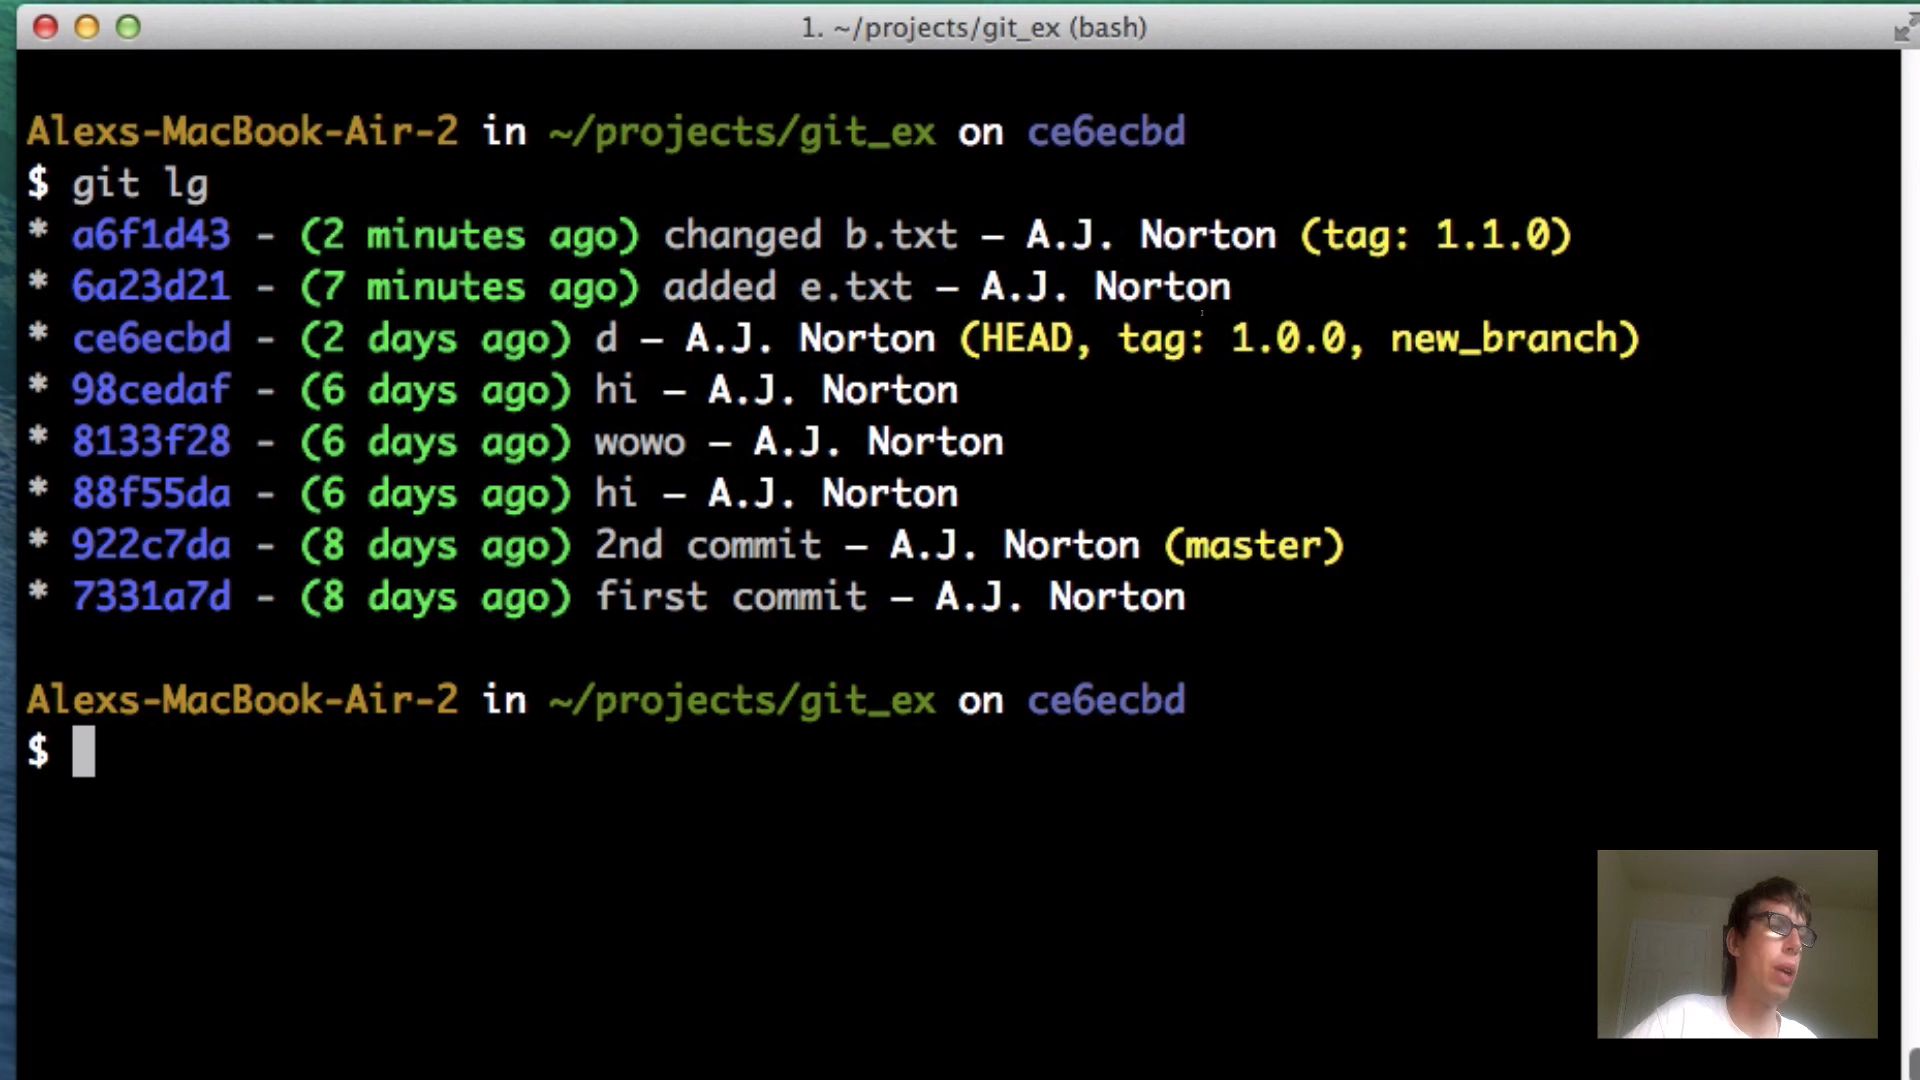 1. ~/projects/git_ex (bash)
Alexs-MacBook-Air-2 in ~/projects/git_ex on ce6ecbd
$ git lg
* a6f1d43 - (2 minutes ago) changed b.txt — A.J. Norton (tag: 1.1.0)
* 6a23d21 - (7 minutes ago) added e.txt — A.J. Norton
* ce6ecbd - (2 days ago) d — A.J. Norton (HEAD, tag: 1.0.0, new_branch)
* 98cedaf - (6 days ago) hi — A.J. Norton
* 8133f28 - (6 days ago) wowo — A.J. Norton
* 88f55da - (6 days ago) hi — A.J. Norton
* 922c7da - (8 days ago) 2nd commit — A.J. Norton (master)
* 7331a7d - (8 days ago) first commit — A.J. Norton
Alexs-MacBook-Air-2 in ~/projects/git_ex on ce6ecbd
$